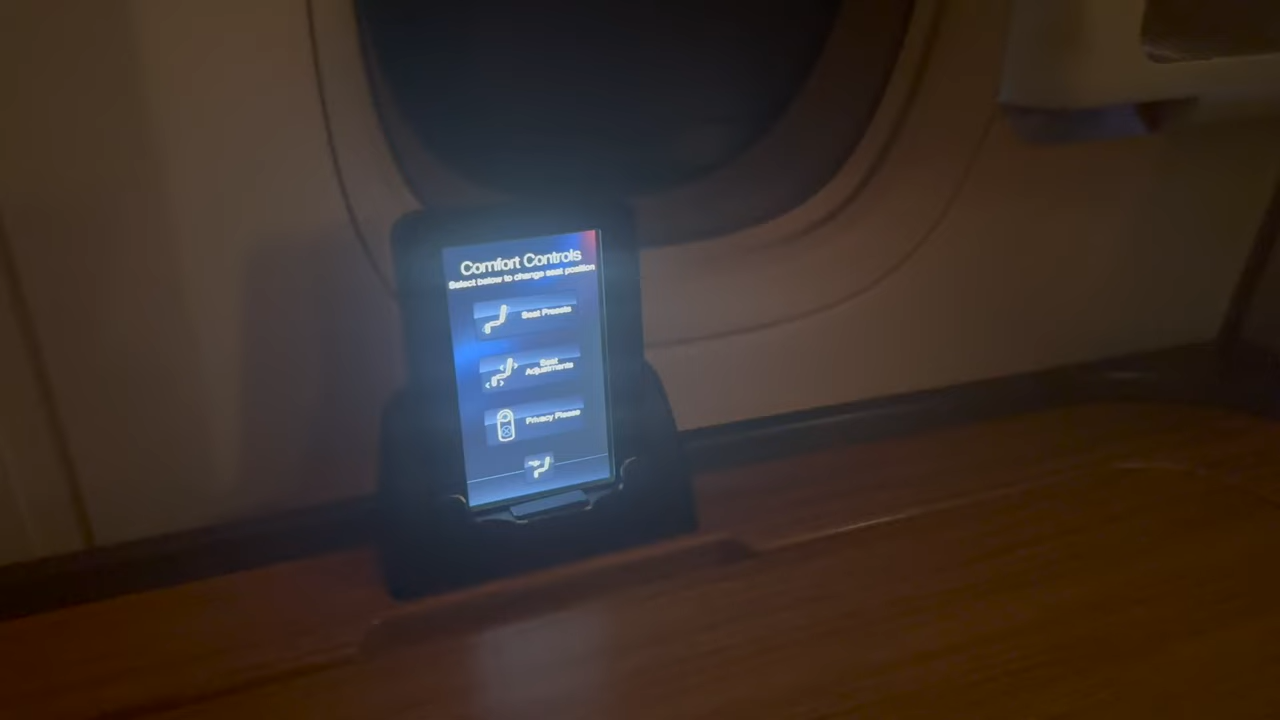 Comfort Controls
Select below to change seat position
Seat Presets
Seat
Adjustments
Privacy Please